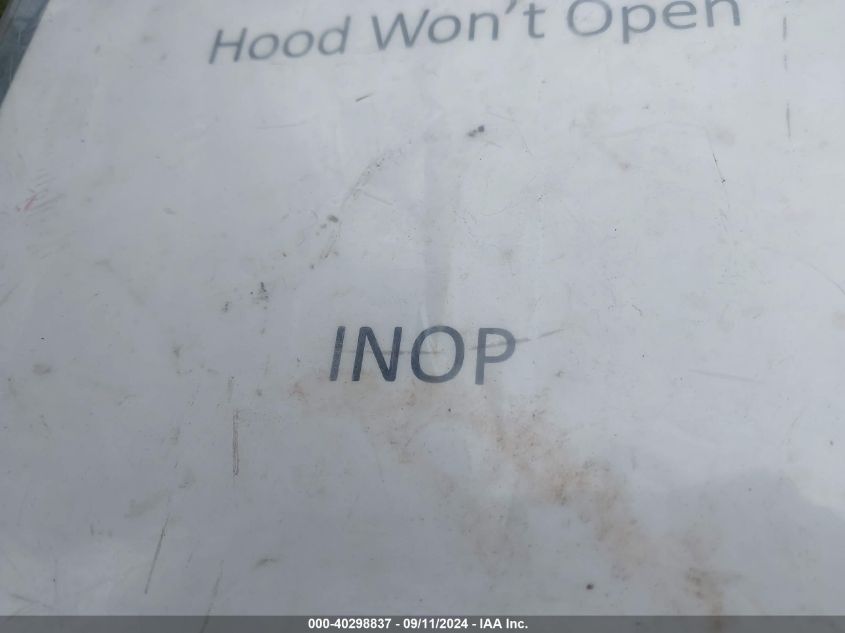 Hood Won't Open
INOP
000-40298837 - 09/11/2024 - IAA Inc.